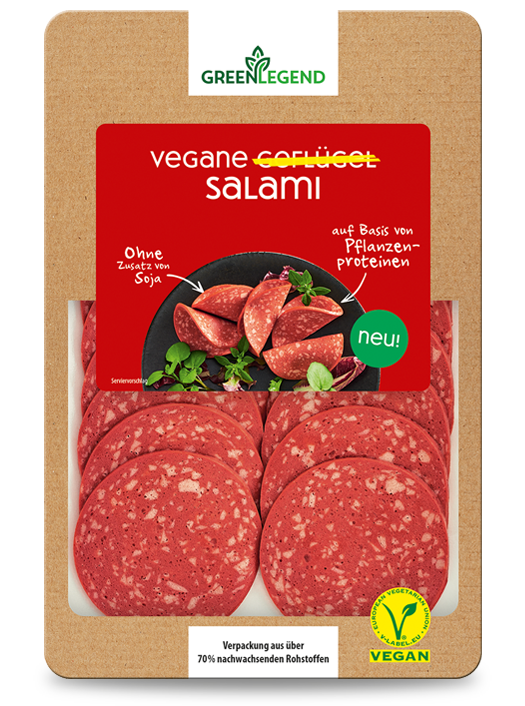 GREENLEGEND
vegane GEFLÜGEL
Salami
Ohne
Zusatz von
Soja
auf Basis von
Pflanzen-
proteinen
neu!
Serviervorschlag
EUROPEAN VEGETARIAN UNION
• V-LABEL.EU •
VEGAN
Verpackung aus über
70% nachwachsenden Rohstoffen